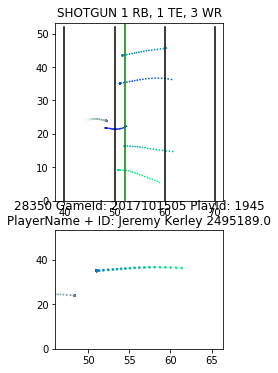 SHOTGUN 1 RB, 1 TE, 3 WR
50
40
30
20
10
0
40 50 60 70
28350 GameId: 2017101505 PlayId: 1945
PlayerName + ID: Jeremy Kerley 2495189.0
40
20
0
50 55 60 65